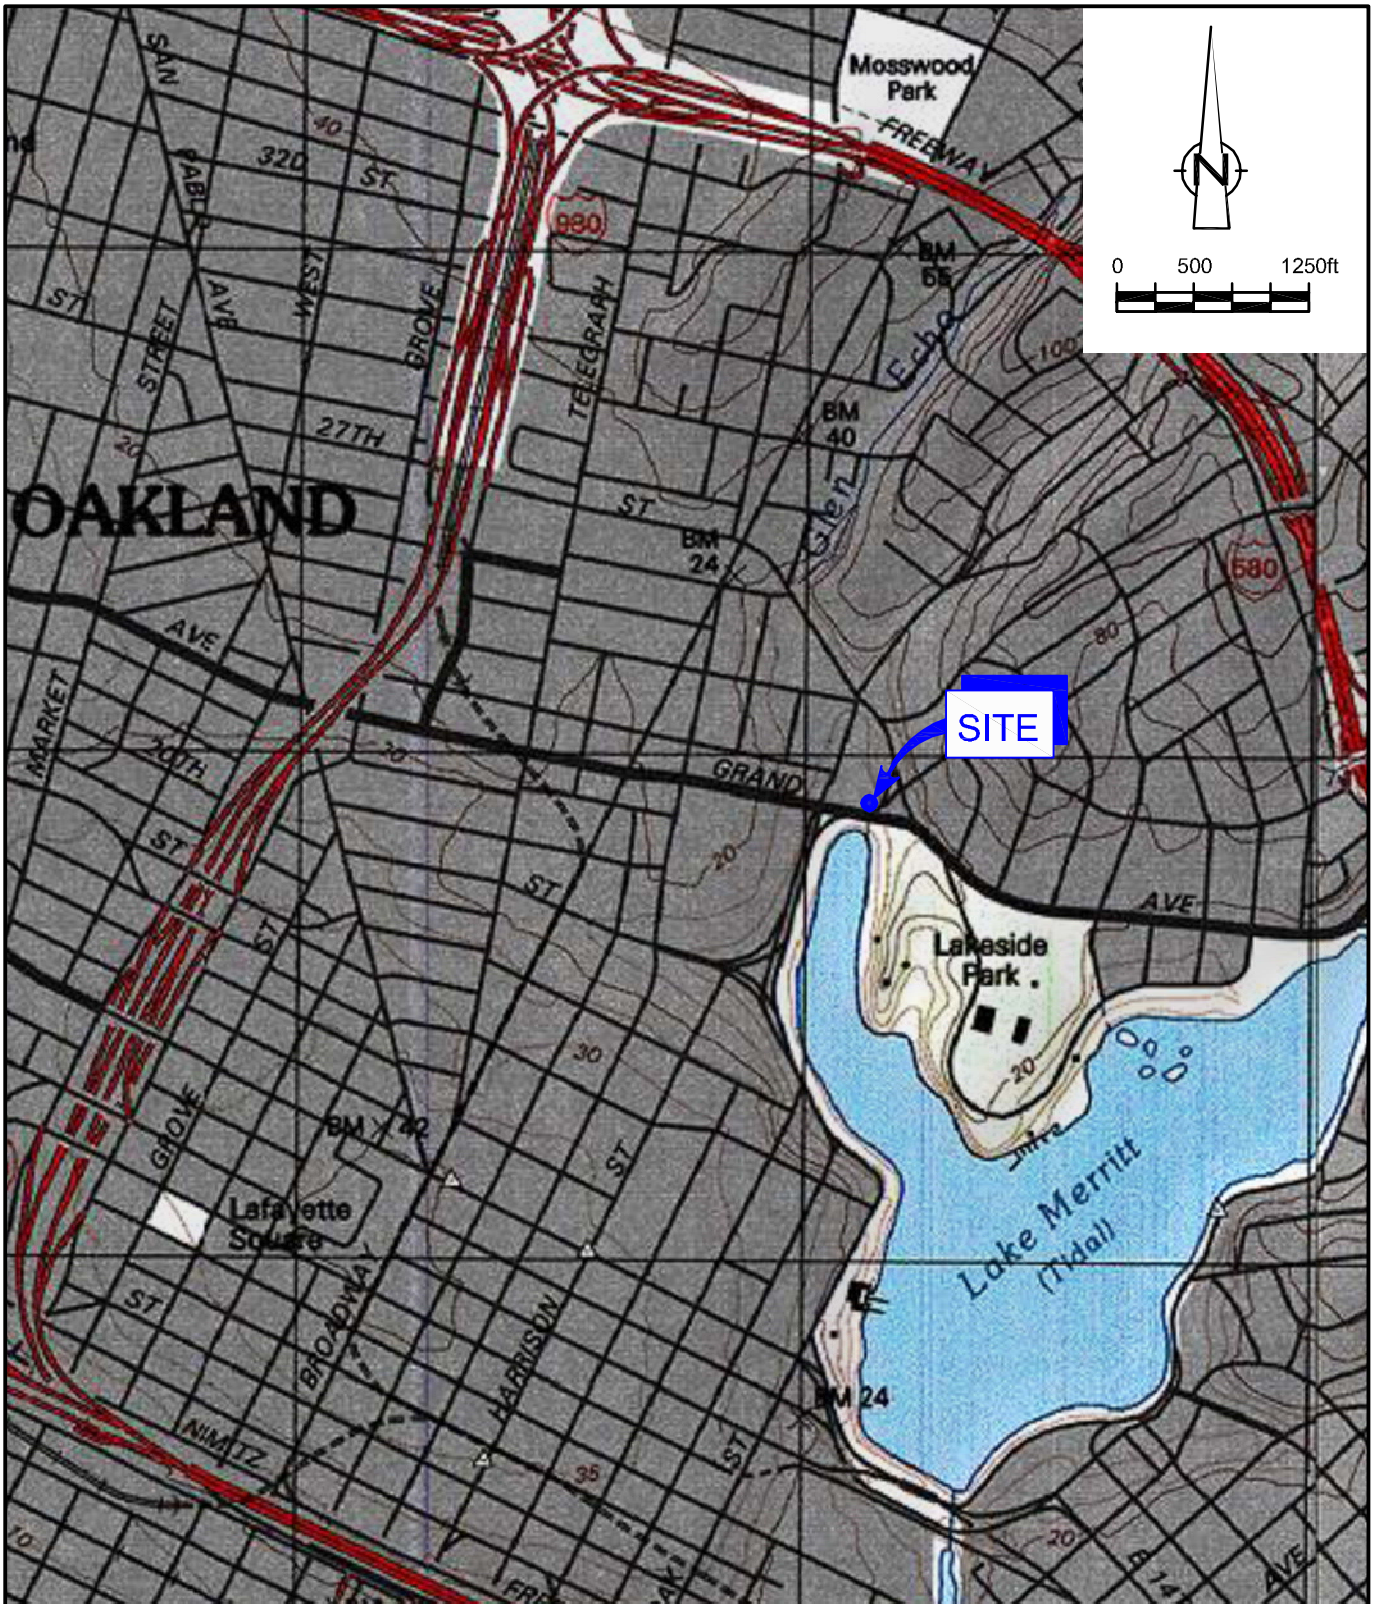 SAN
PABLO
AVE
Mosswood
Park
FREEWAY
N
0 500 1250ft
40
32D ST
980
BM
55
ST
STREET
WEST
GROVE
TELEGRAPH
Glen Echo
100
BM
40
27TH
20
ST
OAKLAND
BM
24
580
AVE
80
MARKET
SITE
20TH
20
GRAND
ST
20
ST
AVE
ST
Lakeside
Park
30
20
GROVE
BM X 42
ST
Lake Merritt
(Tidal)
Lafayette
Square
ST
BROADWAY
HARRISON
BM 24
NIMITZ
ST
35
10
20
AVE